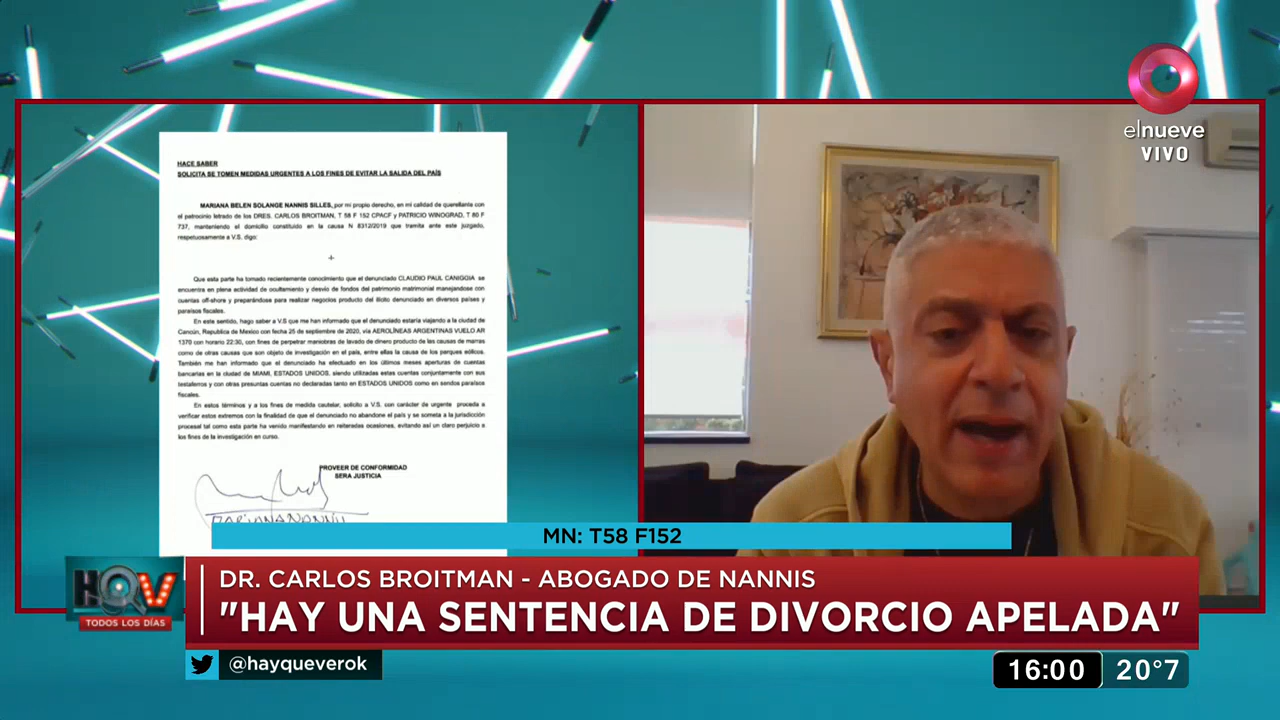 elnueve
VIVO
HACE SABER
SOLICITA SE TOMEN MEDIDAS URGENTES A LOS FINES DE EVITAR LA SALIDA DEL PAÍS
MARIANA BELEN SOLANGE NANNIS SILLES, por mi propio derecho, en mi calidad de querellante con
el patrocinio letrado de los DRES. CARLOS BROITMAN, T 58 F 152 CPACF y PATRICIO WINOGRAD, T 80 F
737, manteniendo el domicilio constituido en la causa N 8312/2019 que tramita ante este juzgado,
respetuosamente a V.S. digo:
Que esta parte ha tomado recientemente conocimiento que el denunciado CLAUDIO PAUL CANIGGIA se
encuentra en plena actividad de ocultamiento y desvio de fondos del patrimonio matrimonial manejandose con
cuentas off-ahore y preparándose para realizar negocios producto del ilícito denunciado en diversos países y
paraísos fiscales.
En este sentido, hago saber a V.S que me han informado que el denunciado estaría viajando a la ciudad de
Cancún, Republica de Mexico con fecha 25 de septiembre de 2020, vía AEROLÍNEAS ARGENTINAS VUELO AR
1370 con horario 22:30, con fines de perpetrar maniobras de lavado de dinero producto de las causas de marras
como de otras causas que son objeto de investigación en el país, entre ellas la causa de los parques eólicos.
También me han informado que el denunciado ha efectuado en los últimos meses aperturas de cuentas
bancarias en la ciudad de MIAMI, ESTADOS UNIDOS, siendo utilizadas estas cuentas conjuntamente con sus
testaferros y con otras presuntas cuentas no declaradas tanto en ESTADOS UNIDOS como en sendos paraísos
fiscales.
En estos términos y a los fines de medida cautelar, solicito a V.S. con carácter de urgente proceda a
verificar estos extremos con la finalidad de que el denunciado no abandone el país y se someta a la jurisdicción
procesal tal como esta parte ha venido manifestando en reiteradas ocasiones, evitando así un claro perjuicio a
los fines de la investigación en curso.
PROVEER DE CONFORMIDAD
SERA JUSTICIA
MARIANA NANNIS
MN: T58 F152
HQV
TODOS LOS DÍAS
DR. CARLOS BROITMAN - ABOGADO DE NANNIS
"HAY UNA SENTENCIA DE DIVORCIO APELADA"
@hayqueverok
16:00 20°7